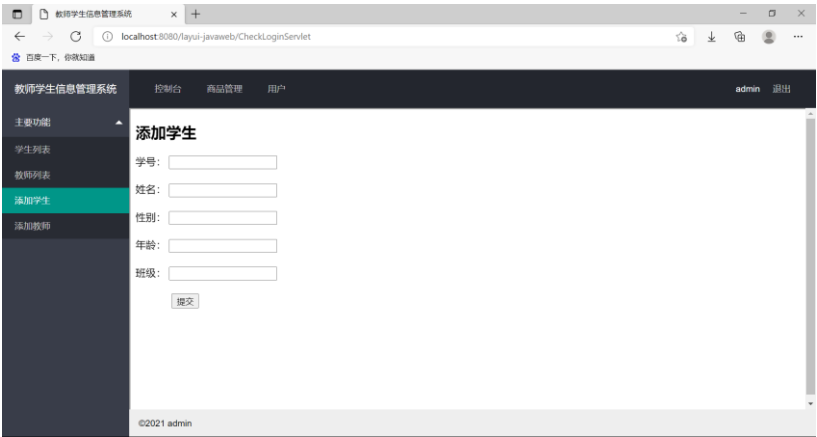 教师学生信息管理系统
localhost:8080/layui-javaweb/CheckLoginServlet
百度一下，你就知道
教师学生信息管理系统 控制台 商品管理 用户 admin 退出
主要功能
学生列表
教师列表
添加学生
添加教师
添加学生
学号：
姓名：
性别：
年龄：
班级：
提交
©2021 admin